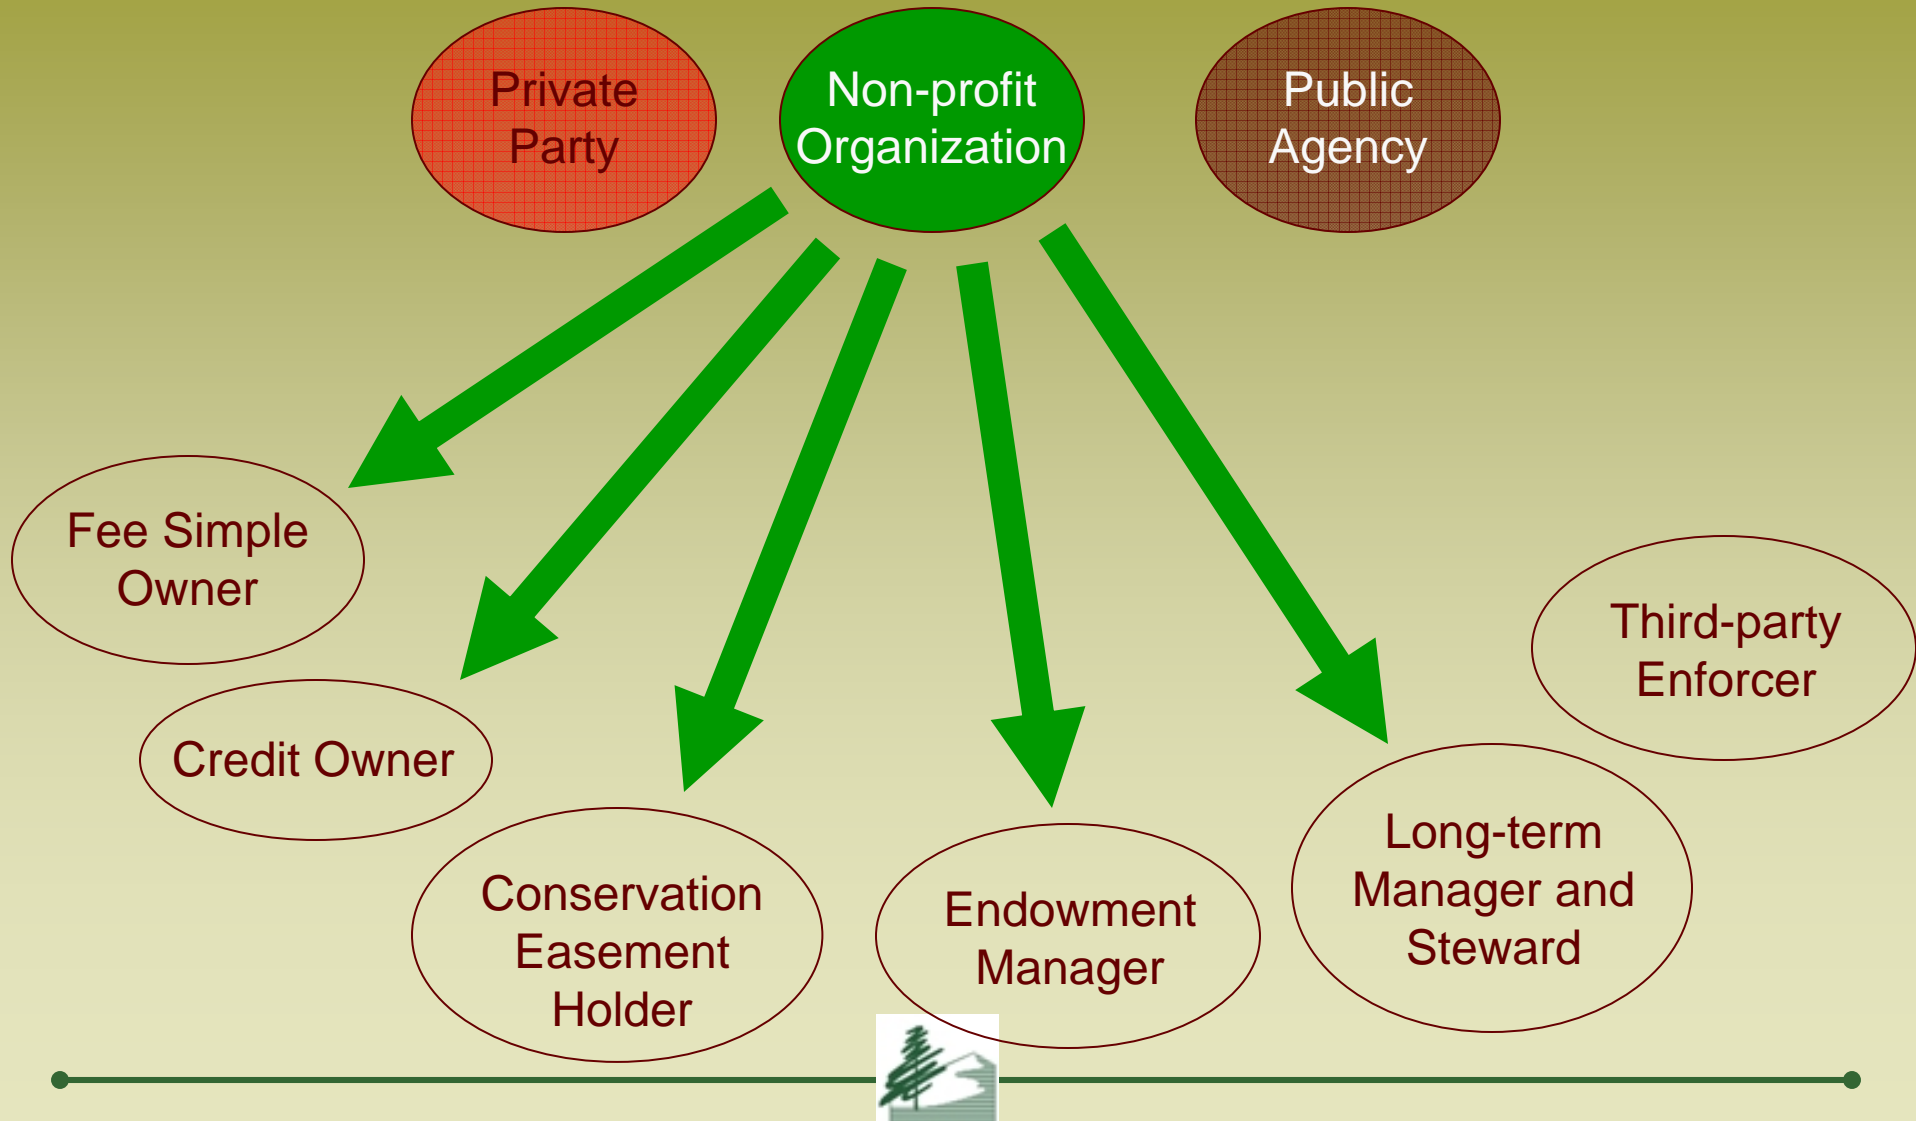 Private
Party
Non-profit
Organization
Public
Agency
Fee Simple
Owner
Credit Owner
Conservation
Easement
Holder
Endowment
Manager
Long-term
Manager and
Steward
Third-party
Enforcer